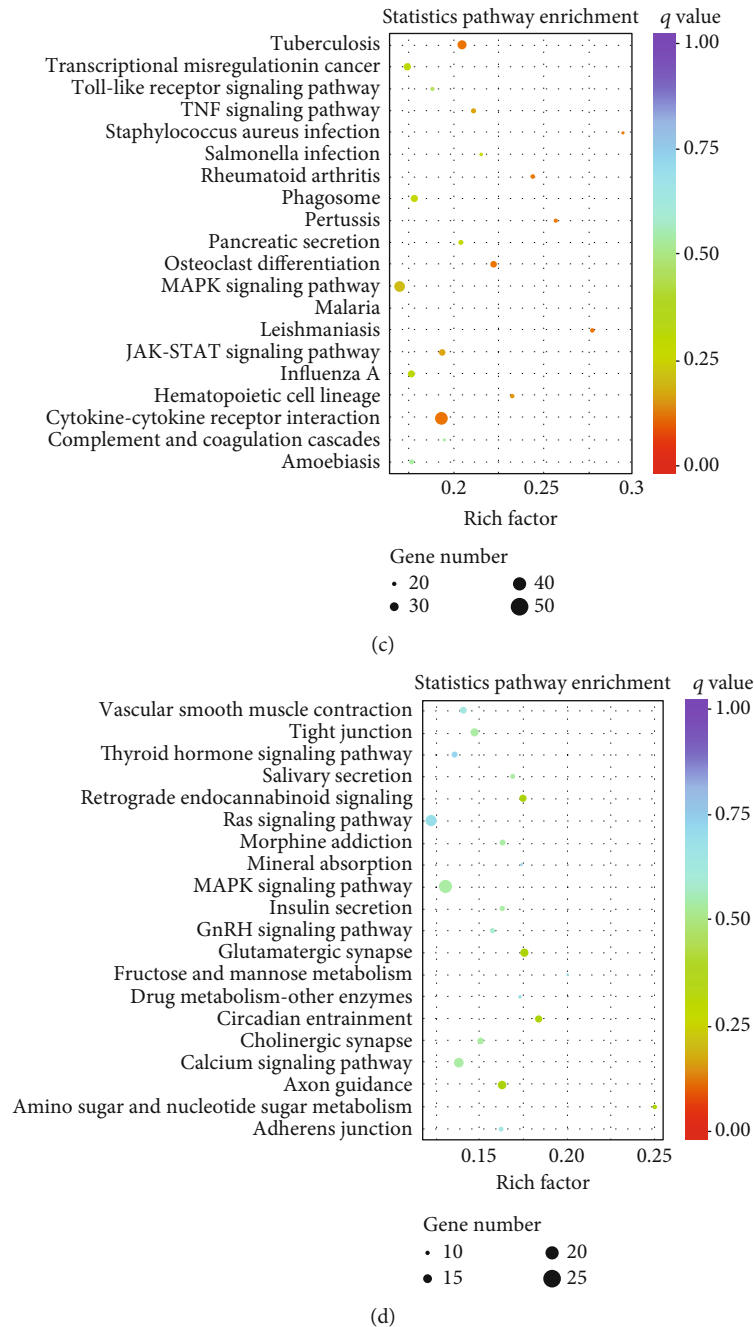 Statistics pathway enrichment
q value
Tuberculosis
Transcriptional misregulationin cancer
Toll-like receptor signaling pathway
TNF signaling pathway
Staphylococcus aureus infection
Salmonella infection
Rheumatoid arthritis
Phagosome
Pertussis
Pancreatic secretion
Osteoclast differentiation
MAPK signaling pathway
Malaria
Leishmaniasis
JAK-STAT signaling pathway
Influenza A
Hematopoietic cell lineage
Cytokine-cytokine receptor interaction
Complement and coagulation cascades
Amoebiasis
1.00
0.75
0.50
0.25
0.00
0.2 0.25 0.3
Rich factor
Gene number
20 40
30 50
(c)
Statistics pathway enrichment
q value
Vascular smooth muscle contraction
Tight junction
Thyroid hormone signaling pathway
Salivary secretion
Retrograde endocannabinoid signaling
Ras signaling pathway
Morphine addiction
Mineral absorption
MAPK signaling pathway
Insulin secretion
GnRH signaling pathway
Glutamatergic synapse
Fructose and mannose metabolism
Drug metabolism-other enzymes
Circadian entrainment
Cholinergic synapse
Calcium signaling pathway
Axon guidance
Amino sugar and nucleotide sugar metabolism
Adherens junction
1.00
0.75
0.50
0.25
0.00
0.15 0.20 0.25
Rich factor
Gene number
10 20
15 25
(d)